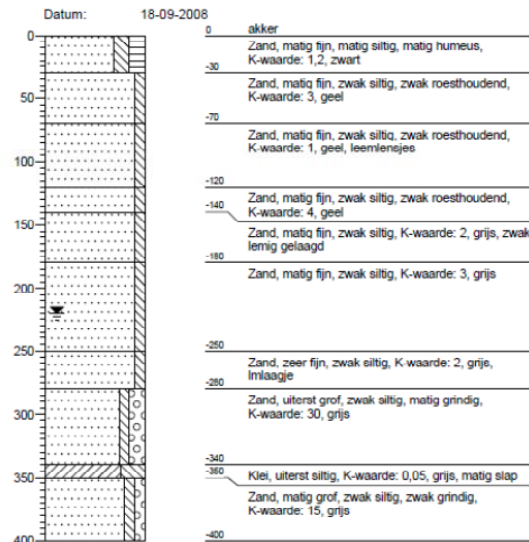 Datum: 18-09-2008
0 akker
Zand, matig fijn, matig siltig, matig humeus,
K-waarde: 1,2, zwart
-30
Zand, matig fijn, zwak siltig, zwak roesthoudend,
K-waarde: 3, geel
-70
Zand, matig fijn, zwak siltig, zwak roesthoudend,
K-waarde: 1, geel, leemlensjes
-120
Zand, matig fijn, zwak siltig, zwak roesthoudend,
K-waarde: 4, geel
-140
Zand, matig fijn, zwak siltig, K-waarde: 2, grijs, zwak
lemig gelaagd
-180
Zand, matig fijn, zwak siltig, K-waarde: 3, grijs
-250
Zand, zeer fijn, zwak siltig, K-waarde: 2, grijs,
lmlaagje
-280
Zand, uiterst grof, zwak siltig, matig grindig,
K-waarde: 30, grijs
-340
Klei, uiterst siltig, K-waarde: 0,05, grijs, matig slap
Zand, matig grof, zwak siltig, zwak grindig,
K-waarde: 15, grijs
-400
0
50
100
150
200
250
300
350
400